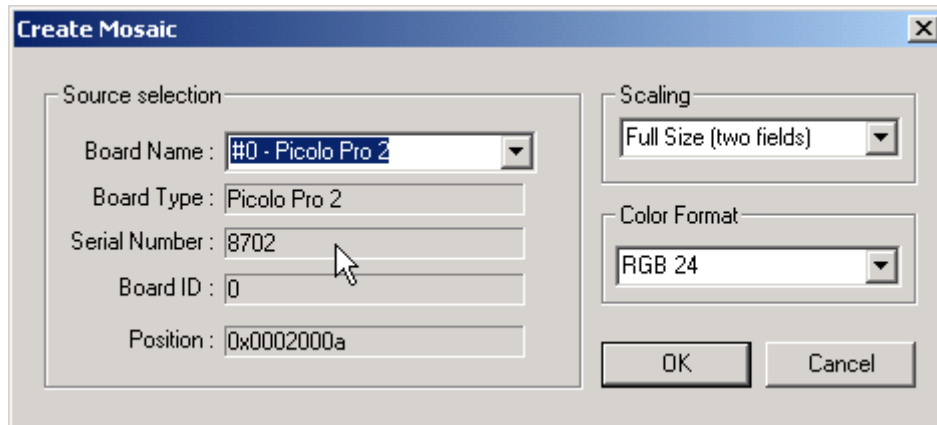 Create Mosaic
Source selection
Board Name : #0 - Picolo Pro 2
Board Type : Picolo Pro 2
Serial Number : 8702
Board ID : 0
Position : 0x0002000a
Scaling
Full Size (two fields)
Color Format
RGB 24
OK Cancel